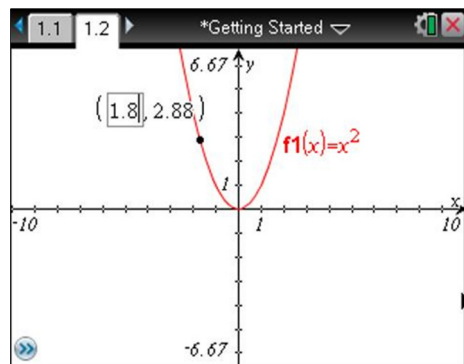 1.1 1.2 *Getting Started
6.67 y
(1.8, 2.88)
f1(x)=x²
1
x
-10 1 10
-6.67